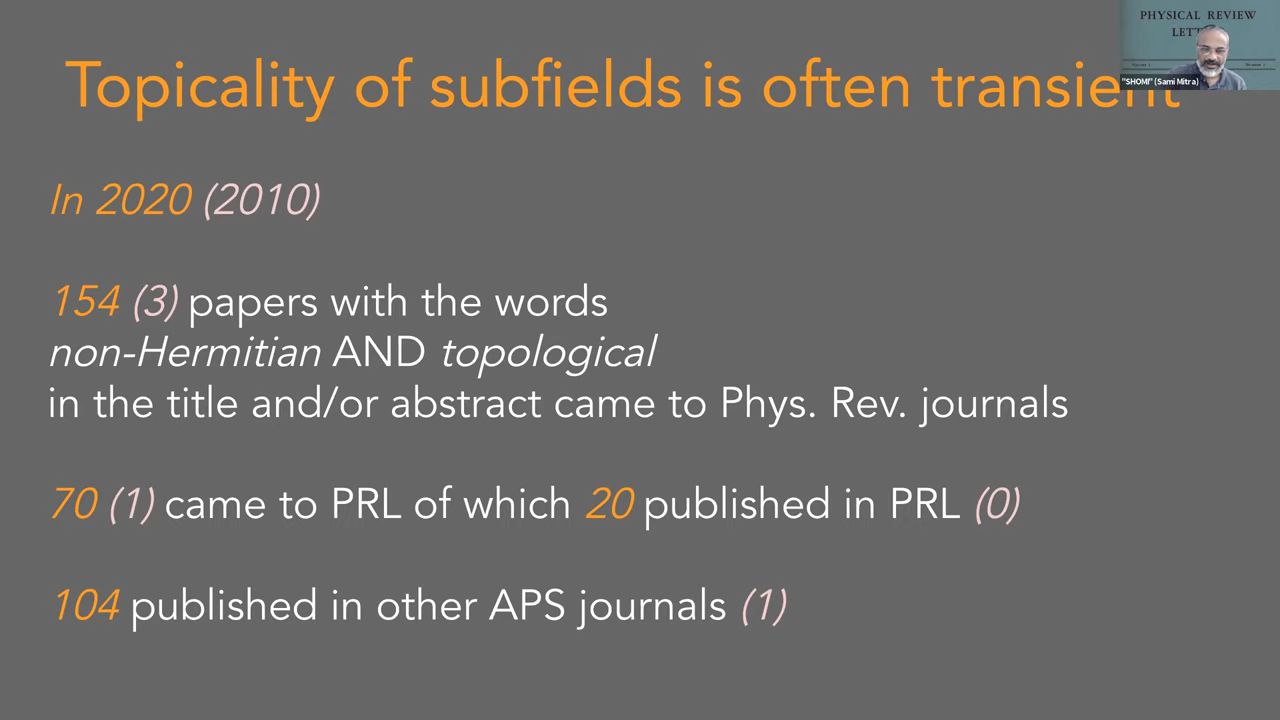 PHYSICAL REVIEW
Topicality of subfields is often transient
"SHOMI" (Sami Mitra)
In 2020 (2010)
154 (3) papers with the words
non-Hermitian AND topological
in the title and/or abstract came to Phys. Rev. journals
70 (1) came to PRL of which 20 published in PRL (0)
104 published in other APS journals (1)